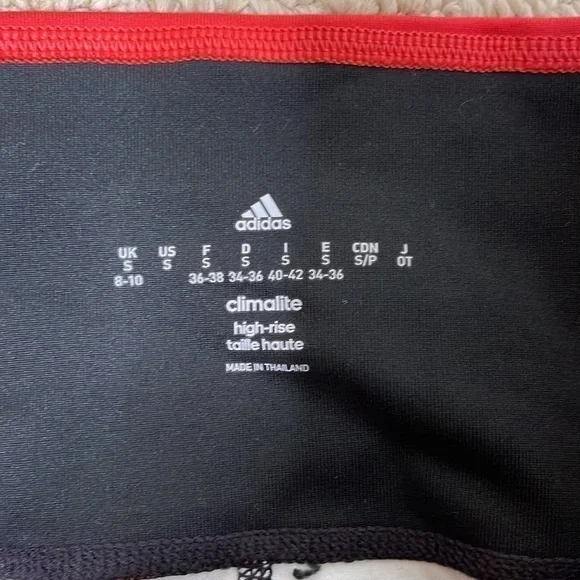 adidas
UK US F D I E CDN J
S S S S S S S/P OT
8-10 36-38 34-36 40-42 34-36
climalite
high-rise
taille haute
MADE IN THAILAND